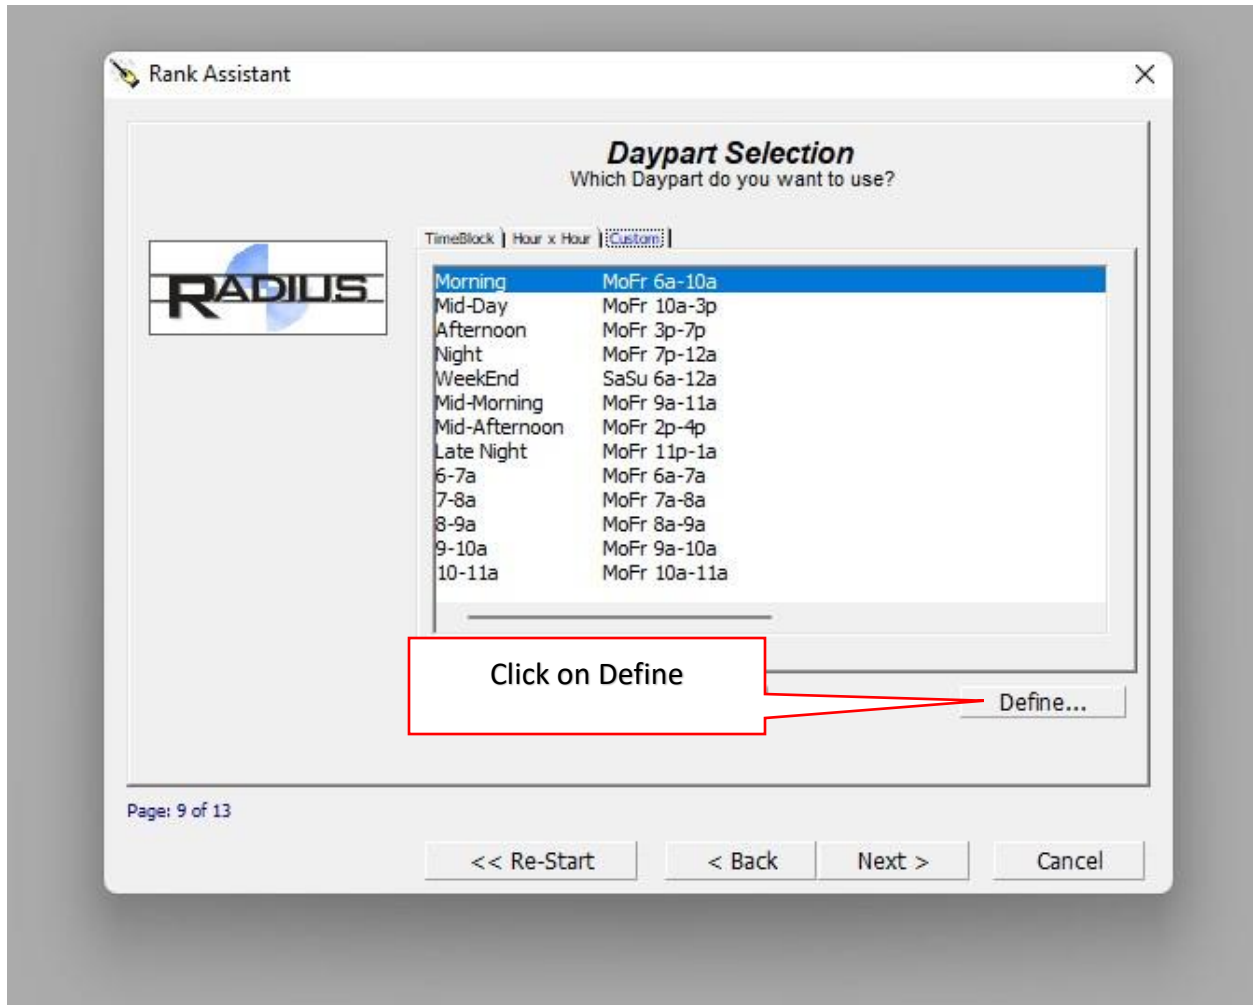 Rank Assistant
Daypart Selection
Which Daypart do you want to use?
TimeBlock Hour x Hour Custom
RADIUS
Morning MoFr 6a-10a
Mid-Day MoFr 10a-3p
Afternoon MoFr 3p-7p
Night MoFr 7p-12a
WeekEnd SaSu 6a-12a
Mid-Morning MoFr 9a-11a
Mid-Afternoon MoFr 2p-4p
Late Night MoFr 11p-1a
6-7a MoFr 6a-7a
7-8a MoFr 7a-8a
8-9a MoFr 8a-9a
9-10a MoFr 9a-10a
10-11a MoFr 10a-11a
Click on Define
Define...
Page: 9 of 13
<< Re-Start < Back Next > Cancel